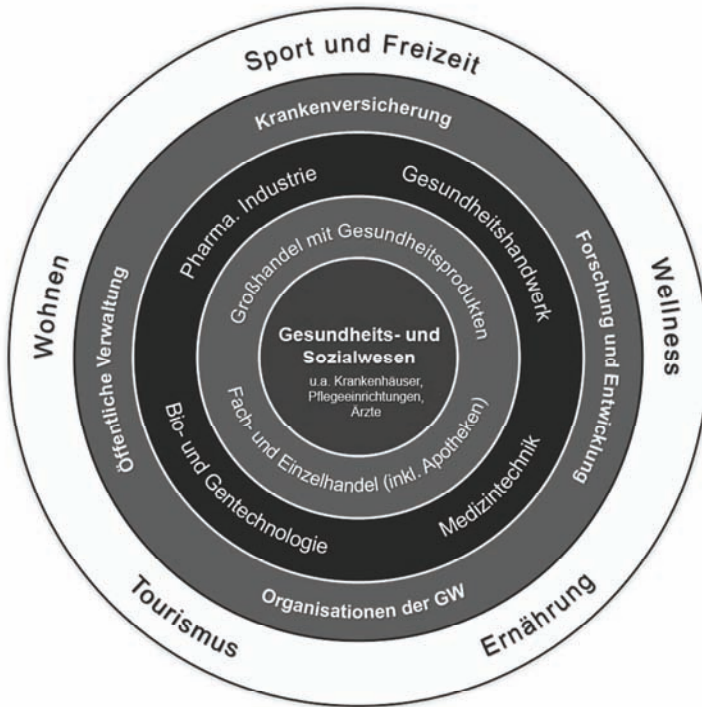 Sport und Freizeit
Krankenversicherung
Pharma. Industrie
Gesundheitshandwerk
Großhandel mit Gesundheitsprodukten
Wohnen
Öffentliche Verwaltung
Gesundheits- und
Sozialwesen
u.a. Krankenhäuser,
Pflegeeinrichtungen,
Ärzte
Forschung und Entwicklung
Wellness
Fach- und Einzelhandel (inkl. Apotheken)
Bio- und Gentechnologie
Medizintechnik
Organisationen der GW
Tourismus
Ernährung